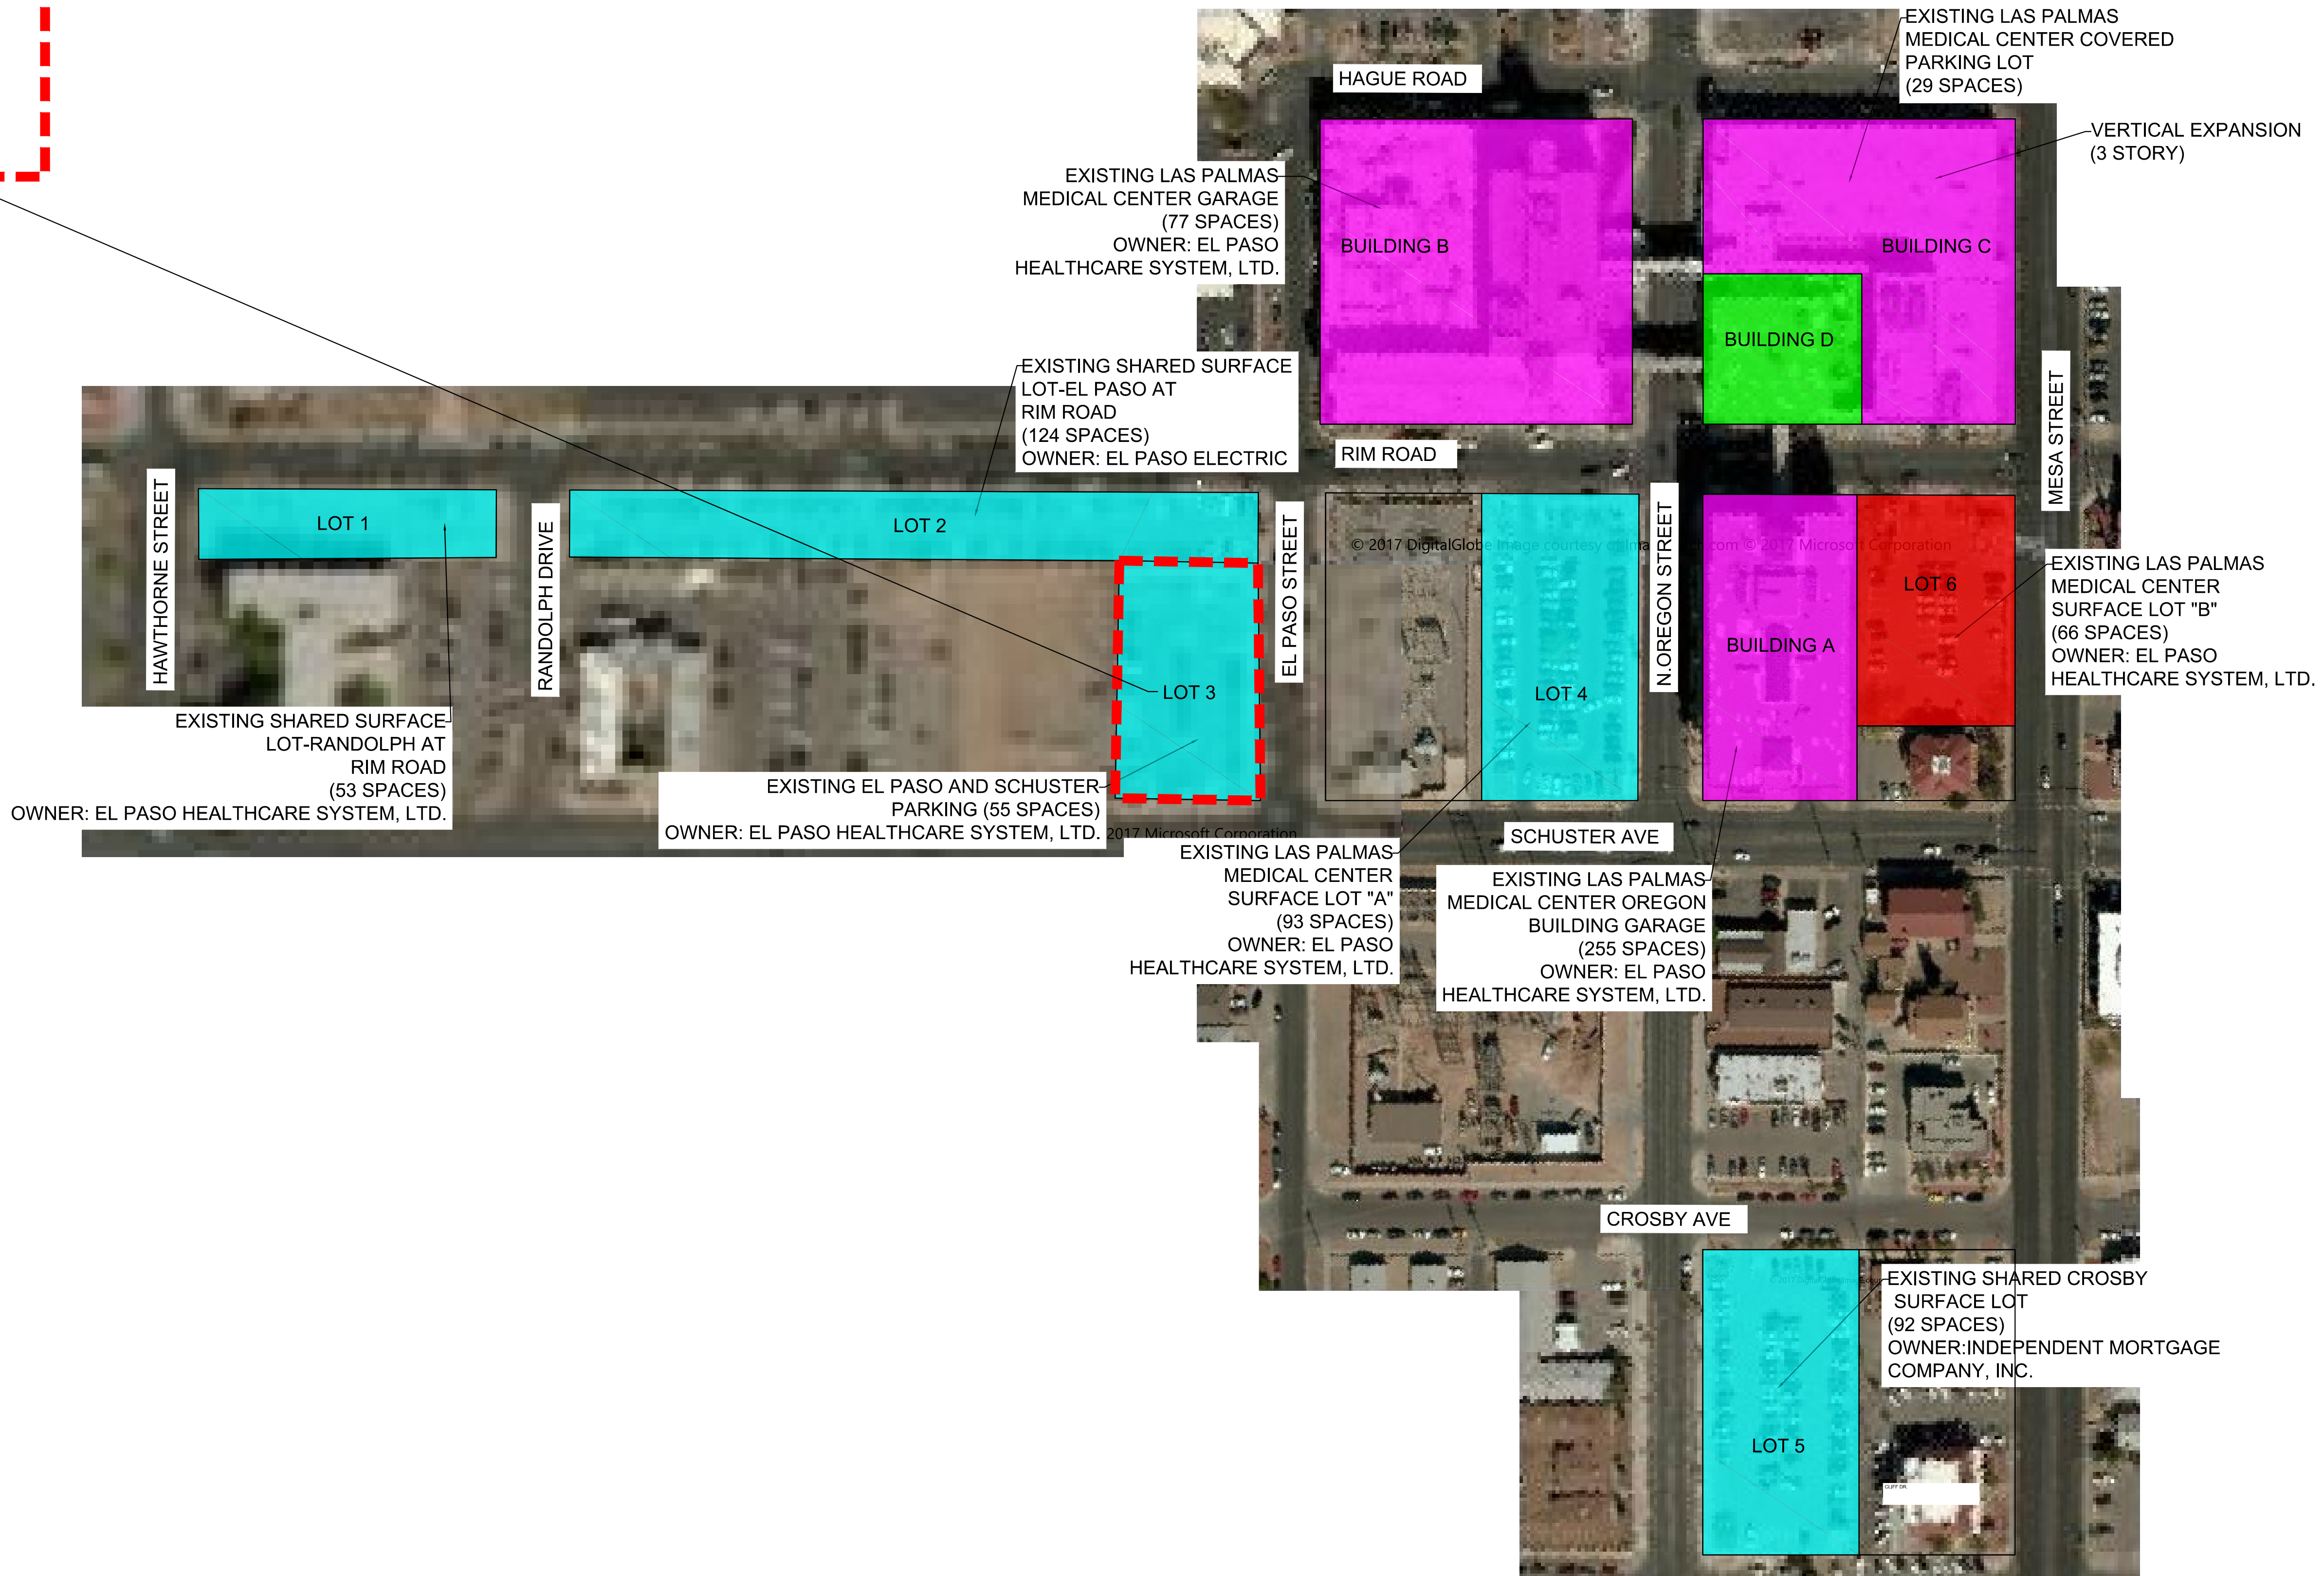 EXISTING LAS PALMAS
MEDICAL CENTER COVERED
PARKING LOT
(29 SPACES)
HAGUE ROAD
VERTICAL EXPANSION
(3 STORY)
EXISTING LAS PALMAS
MEDICAL CENTER GARAGE
(77 SPACES)
OWNER: EL PASO
HEALTHCARE SYSTEM, LTD.
BUILDING B
BUILDING C
BUILDING D
MESA STREET
EXISTING SHARED SURFACE
LOT-EL PASO AT
RIM ROAD
(124 SPACES)
OWNER: EL PASO ELECTRIC
RIM ROAD
HAWTHORNE STREET
LOT 1
RANDOLPH DRIVE
LOT 2
EL PASO STREET
© 2017 DigitalGlobe Image courtesy of
.com © 2017 Microsoft Corporation
N.OREGON STREET
LOT 6
EXISTING LAS PALMAS
MEDICAL CENTER
SURFACE LOT "B"
(66 SPACES)
OWNER: EL PASO
HEALTHCARE SYSTEM, LTD.
BUILDING A
LOT 3
LOT 4
EXISTING SHARED SURFACE
LOT-RANDOLPH AT
RIM ROAD
(53 SPACES)
OWNER: EL PASO HEALTHCARE SYSTEM, LTD.
EXISTING EL PASO AND SCHUSTER
PARKING (55 SPACES)
OWNER: EL PASO HEALTHCARE SYSTEM, LTD.
2017 Microsoft Corporation
SCHUSTER AVE
EXISTING LAS PALMAS
MEDICAL CENTER
SURFACE LOT "A"
(93 SPACES)
OWNER: EL PASO
HEALTHCARE SYSTEM, LTD.
EXISTING LAS PALMAS
MEDICAL CENTER OREGON
BUILDING GARAGE
(255 SPACES)
OWNER: EL PASO
HEALTHCARE SYSTEM, LTD.
CROSBY AVE
EXISTING SHARED CROSBY
SURFACE LOT
(92 SPACES)
OWNER:INDEPENDENT MORTGAGE
COMPANY, INC.
LOT 5
CLIFF DR.